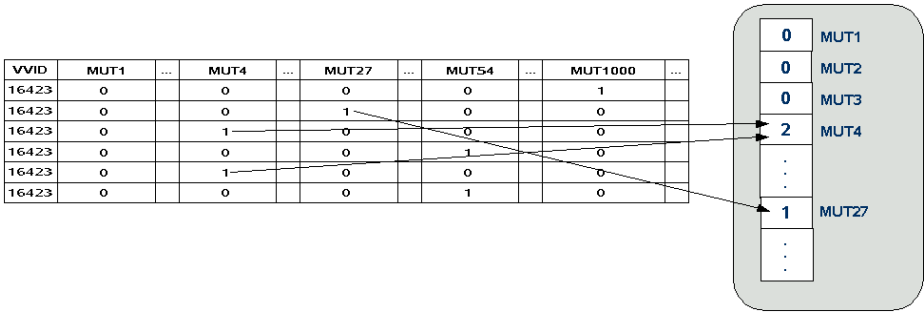 VVID MUT1 ... MUT4 ... MUT27 ... MUT54 ... MUT1000 ...
16423 0 0 0 0 1
16423 0 0 1 0 0
16423 0 1 0 0 0
16423 0 0 0 1 0
16423 0 1 0 0 0
16423 0 0 0 1 0
0 MUT1
0 MUT2
0 MUT3
2 MUT4
.
.
.
1 MUT27
.
.
.